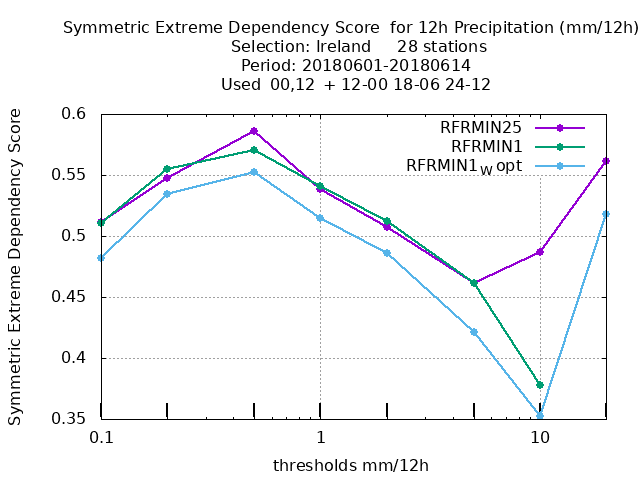 Symmetric Extreme Dependency Score  for 12h Precipitation (mm/12h)
Selection: Ireland     28 stations
Period: 20180601-20180614
Used  00,12  + 12-00 18-06 24-12
Symmetric Extreme Dependency Score
0.6
0.55
0.5
0.45
0.4
0.35
RFRMIN25
RFRMIN1
RFRMIN1W opt
0.1
1
10
thresholds mm/12h